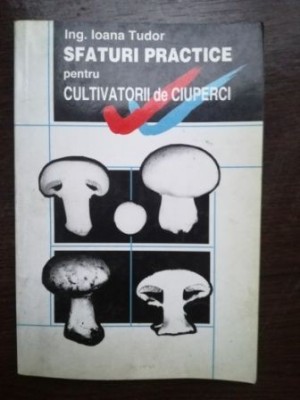 Ing. Ioana Tudor
SFATURI PRACTICE
pentru
CULTIVATORII de CIUPERCI